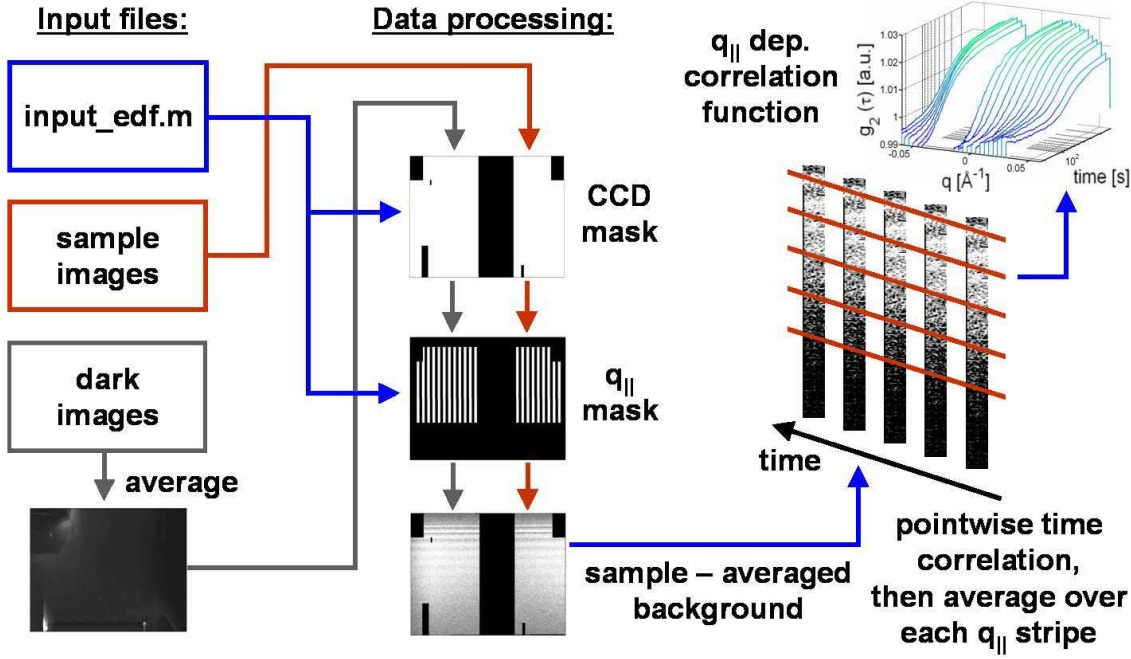 Input files:
Data processing:
input_edf.m
sample
images
dark
images
average
CCD
mask
q||
mask
sample – averaged
background
q|| dep.
correlation
function
g2 (τ) [a.u.]
1.03
1.02
1.01
1
0.99
-0.05
0
0.05
q [Å-1]
10²
time [s]
time
pointwise time
correlation,
then average over
each q|| stripe